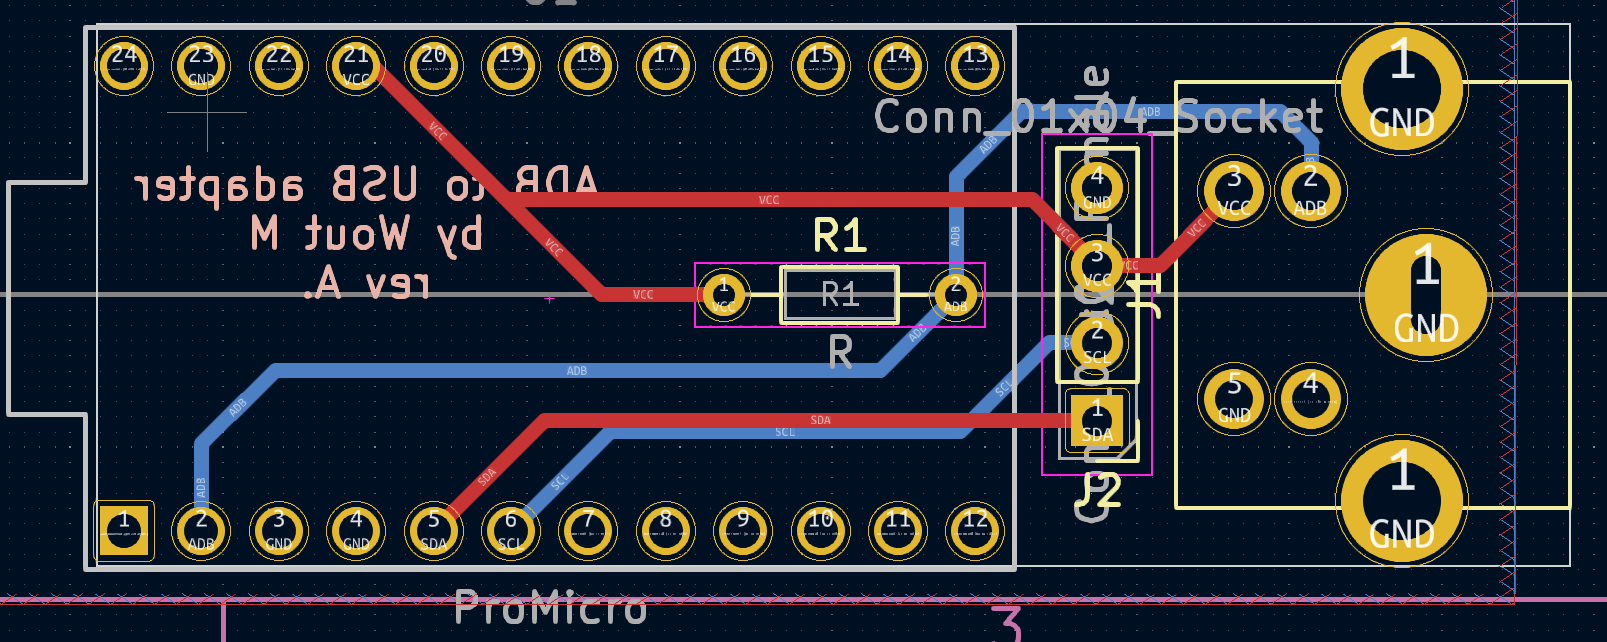 24 23 22 21 20 19 18 17 16 15 14 13
GND VCC
1
GND
Conn_01x04_Socket
ADB
VCC
ADB
4
GND
3
VCC
2
ADB
ADB to USB adapter
by Wout M
rev A.
VCC
VCC
ADB
VCC
VCC
R1
3
VCC
VCC
J1
1
GND
VCC
1
VCC
R1
2
ADB
R
ADB
2
SCL
ADB
SCL
ADB
5
GND
4
1
SDA
SDA
SCL
SDA
SCL
ADB
J2
1
GND
1 2 3 4 5 6 7 8 9 10 11 12
ADB GND GND SDA SCL
ProMicro
3